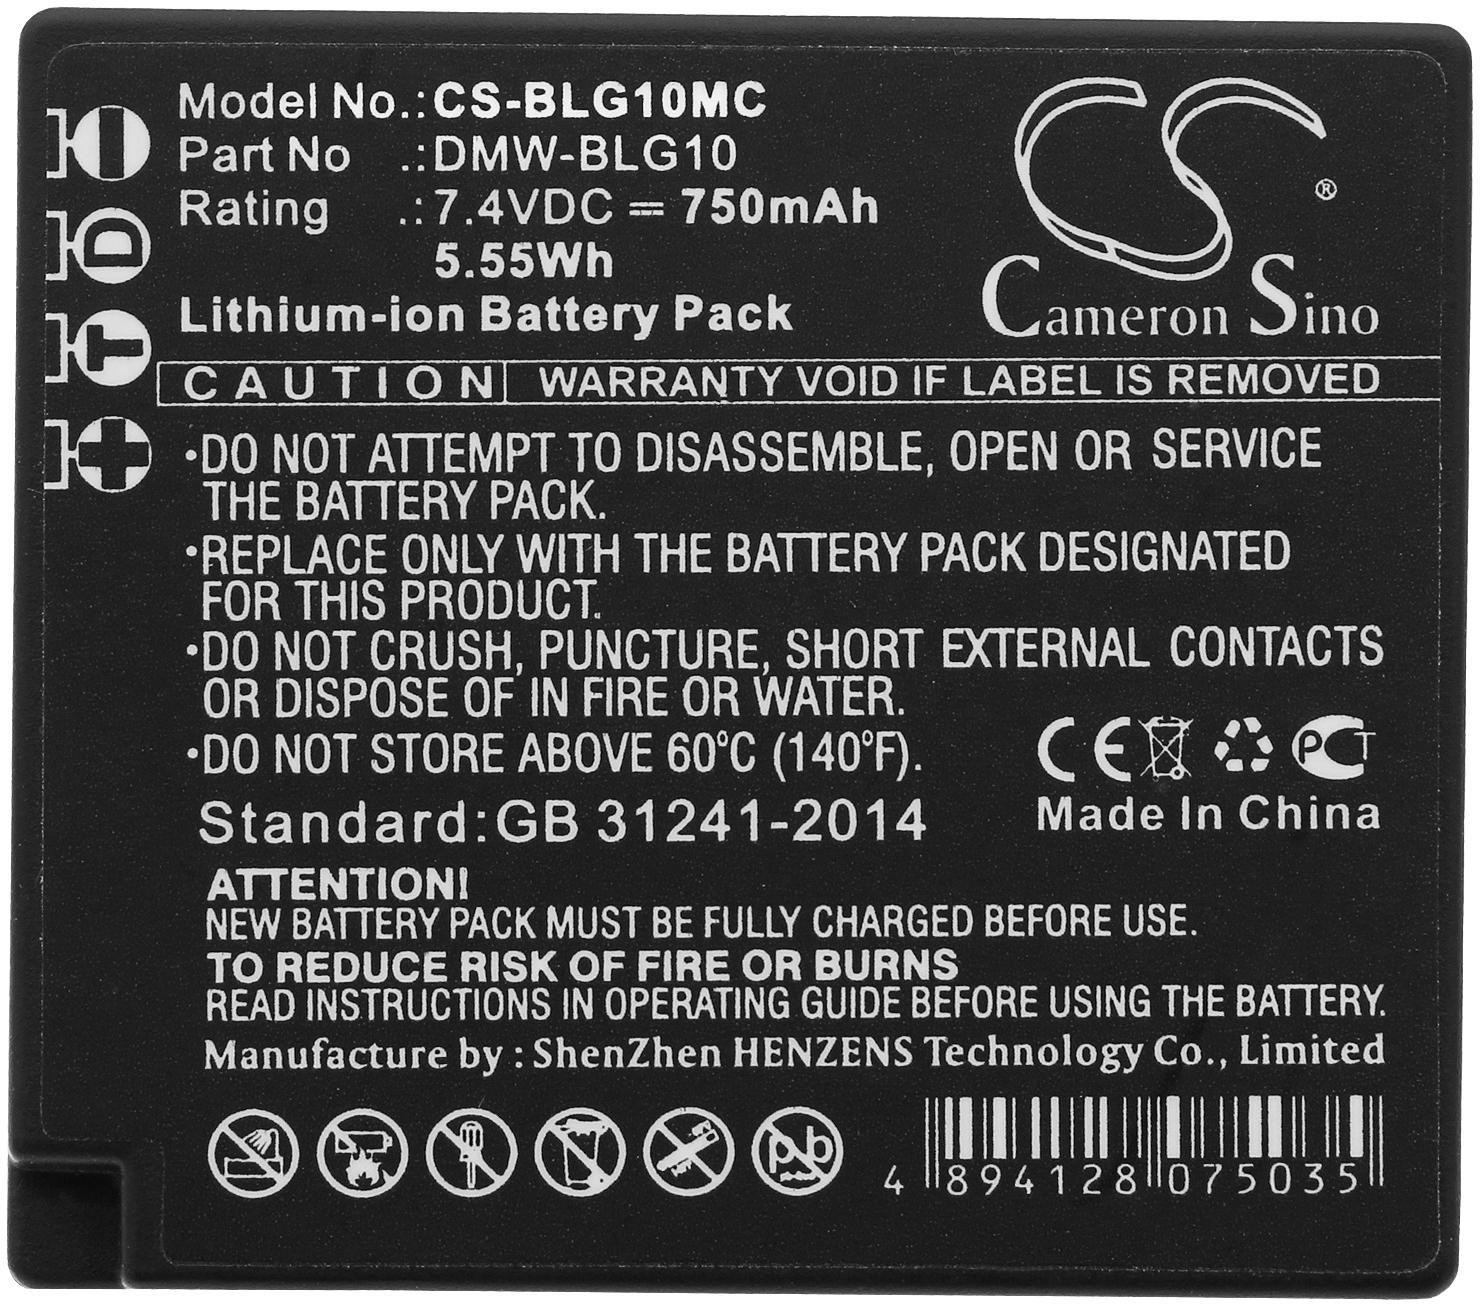 Model No.:CS-BLG10MC
Part No .:DMW-BLG10
Rating .:7.4VDC ⎓ 750mAh
5.55Wh
Lithium-ion Battery Pack
CS®
Cameron Sino
D
T
CAUTION WARRANTY VOID IF LABEL IS REMOVED
•DO NOT ATTEMPT TO DISASSEMBLE, OPEN OR SERVICE
THE BATTERY PACK.
•REPLACE ONLY WITH THE BATTERY PACK DESIGNATED
FOR THIS PRODUCT.
•DO NOT CRUSH, PUNCTURE, SHORT EXTERNAL CONTACTS
OR DISPOSE OF IN FIRE OR WATER.
•DO NOT STORE ABOVE 60°C (140°F).
CE PCT
Standard:GB 31241-2014
Made In China
ATTENTION!
NEW BATTERY PACK MUST BE FULLY CHARGED BEFORE USE.
TO REDUCE RISK OF FIRE OR BURNS
READ INSTRUCTIONS IN OPERATING GUIDE BEFORE USING THE BATTERY.
Manufacture by : ShenZhen HENZENS Technology Co., Limited
pb
4 894128 075035